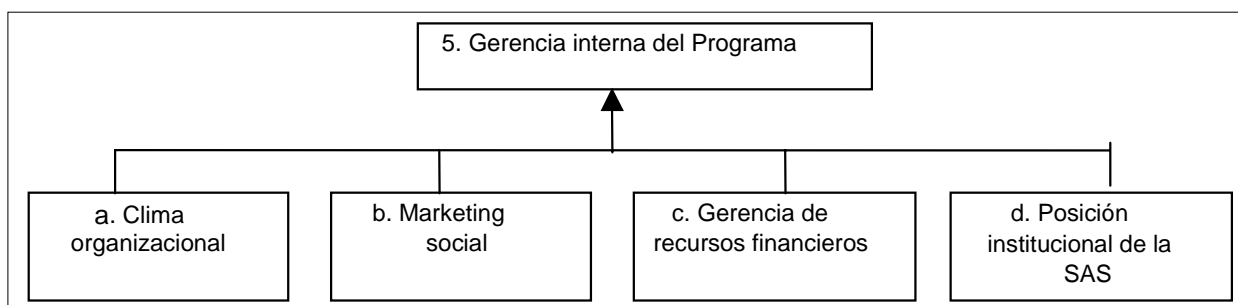 5. Gerencia interna del Programa
a. Clima
organizacional
b. Marketing
social
c. Gerencia de
recursos financieros
d. Posición
institucional de la
SAS